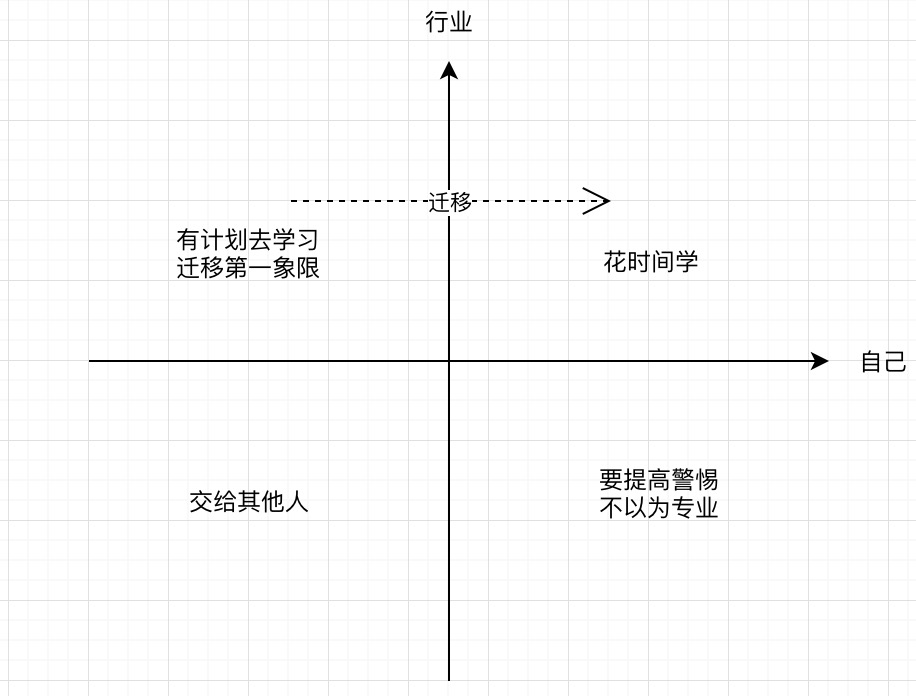 行业
迁移
有计划去学习
迁移第一象限
花时间学
自己
要提高警惕
不以为专业
交给其他人